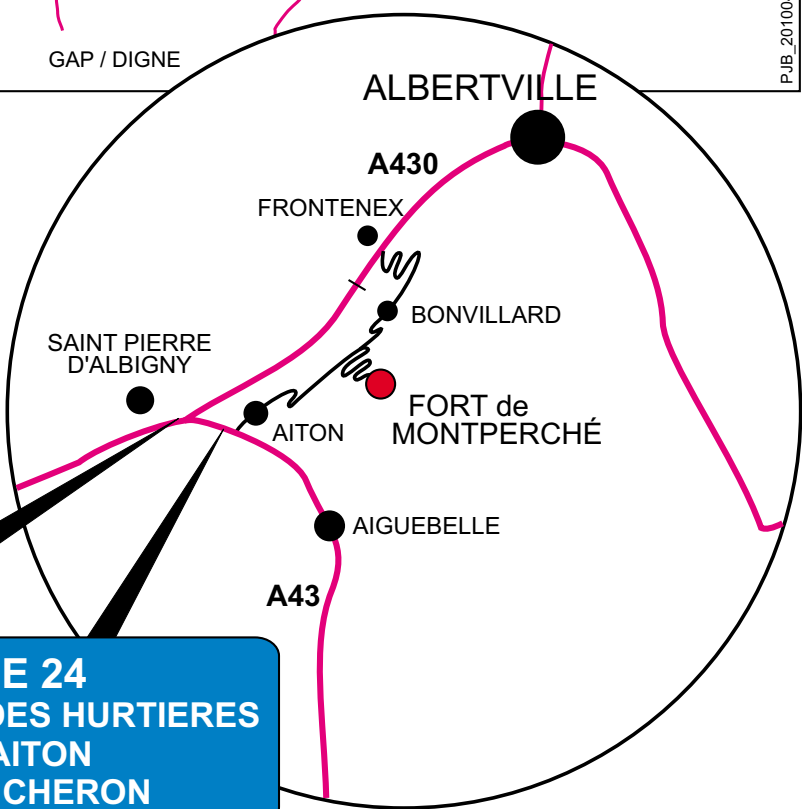 GAP / DIGNE
PJB_20100
ALBERTVILLE
A430
FRONTENEX
BONVILLARD
SAINT PIERRE
D'ALBIGNY
FORT de
MONTPERCHÉ
AITON
AIGUEBELLE
A43
E 24
DES HURTIERES
AITON
CHERON